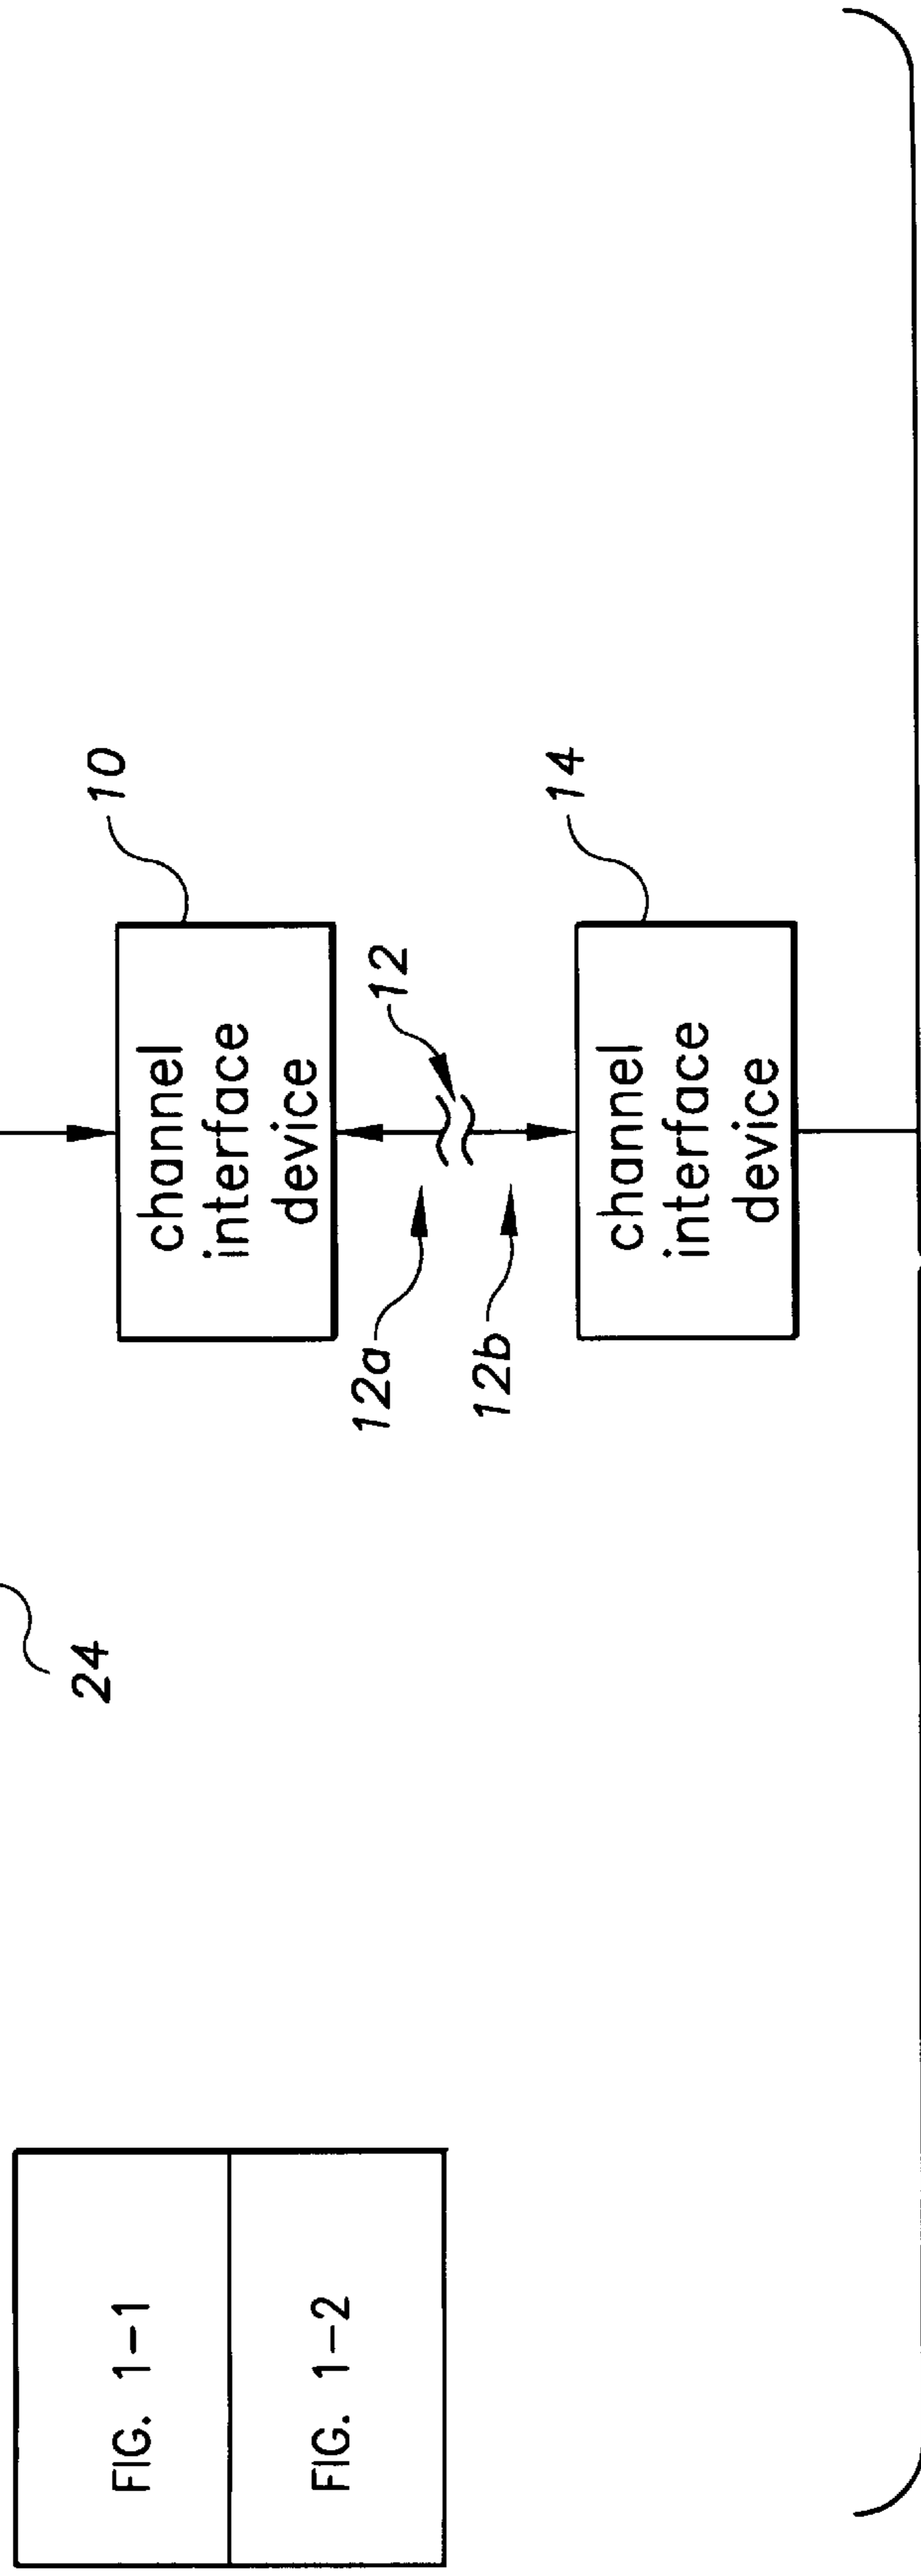 24
10
channel
interface
device
12a
12
12b
14
channel
interface
device
FIG. 1-1
FIG. 1-2